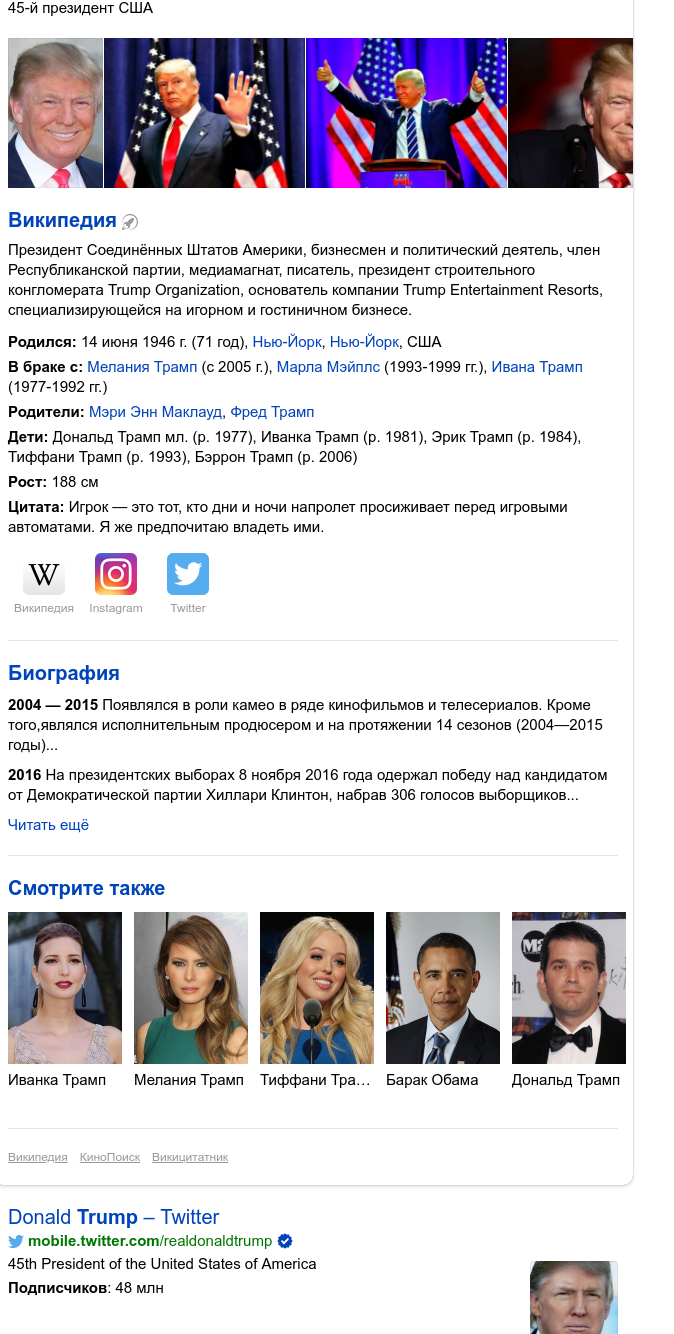 45-й президент США
Википедия
Президент Соединённых Штатов Америки, бизнесмен и политический деятель, член
Республиканской партии, медиамагнат, писатель, президент строительного
конгломерата Trump Organization, основатель компании Trump Entertainment Resorts,
специализирующейся на игорном и гостиничном бизнесе.
Родился: 14 июня 1946 г. (71 год), Нью-Йорк, Нью-Йорк, США
В браке с: Мелания Трамп (с 2005 г.), Марла Мэйплс (1993-1999 гг.), Ивана Трамп
(1977-1992 гг.)
Родители: Мэри Энн Маклауд, Фред Трамп
Дети: Дональд Трамп мл. (р. 1977), Иванка Трамп (р. 1981), Эрик Трамп (р. 1984),
Тиффани Трамп (р. 1993), Бэррон Трамп (р. 2006)
Рост: 188 см
Цитата: Игрок — это тот, кто дни и ночи напролет просиживает перед игровыми
автоматами. Я же предпочитаю владеть ими.
W
Википедия Instagram Twitter
Биография
2004 — 2015 Появлялся в роли камео в ряде кинофильмов и телесериалов. Кроме
того,являлся исполнительным продюсером и на протяжении 14 сезонов (2004—2015
годы)...
2016 На президентских выборах 8 ноября 2016 года одержал победу над кандидатом
от Демократической партии Хиллари Клинтон, набрав 306 голосов выборщиков...
Читать ещё
Смотрите также
Иванка Трамп Мелания Трамп Тиффани Тра... Барак Обама Дональд Трамп
Википедия КиноПоиск Викицитатник
Donald Trump – Twitter
mobile.twitter.com/realdonaldtrump
45th President of the United States of America
Подписчиков: 48 млн